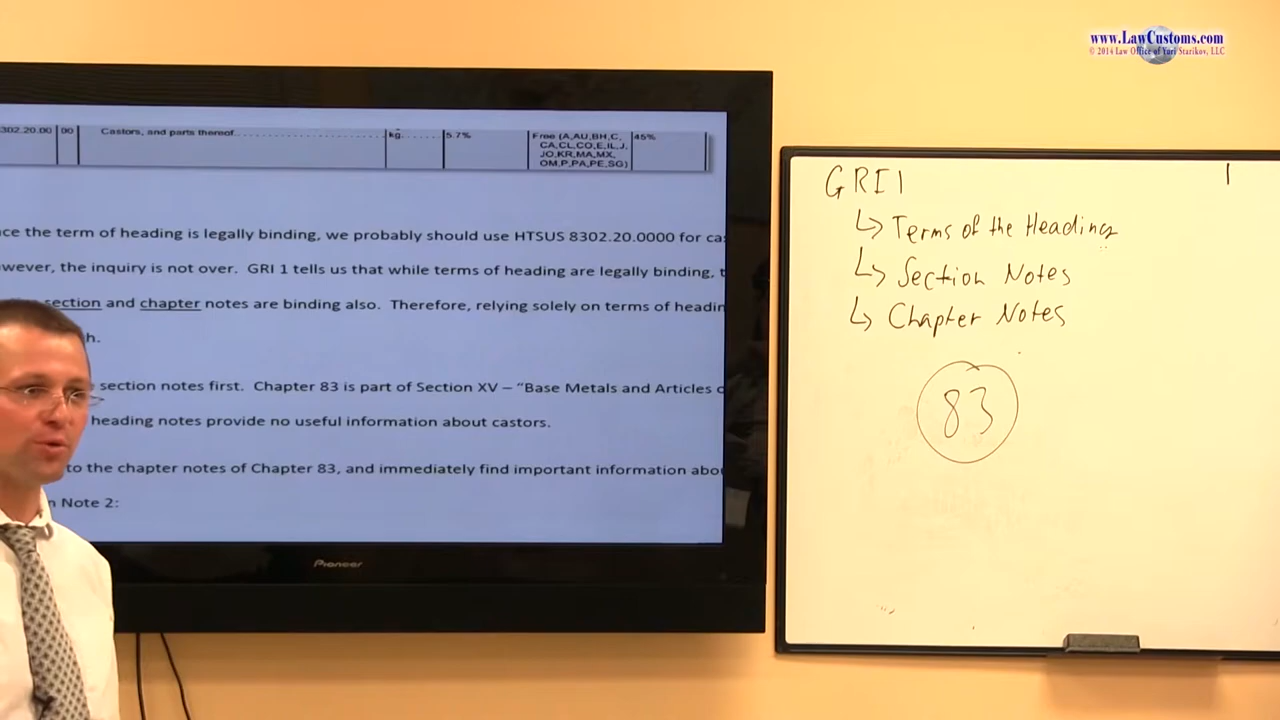 www.LawCustoms.com
© 2014 Law Office of Yuri Starikov, LLC
302.20.00 00 Castors, and parts thereof kg 5.7% Free (A,AU,BH,C, 45%
CA,CL,CO,E,IL,J,
JO,KR,MA,MX,
OM,P,PA,PE,SG)
ce the term of heading is legally binding, we probably should use HTSUS 8302.20.0000 for ca
wever, the inquiry is not over. GRI 1 tells us that while terms of heading are legally binding, t
section and chapter notes are binding also. Therefore, relying solely on terms of headin
h.
section notes first. Chapter 83 is part of Section XV – "Base Metals and Articles o
heading notes provide no useful information about castors.
to the chapter notes of Chapter 83, and immediately find important information abou
n Note 2:
Pioneer
GRI 1
↳ Terms of the Heading
↳ Section Notes
↳ Chapter Notes
83
1